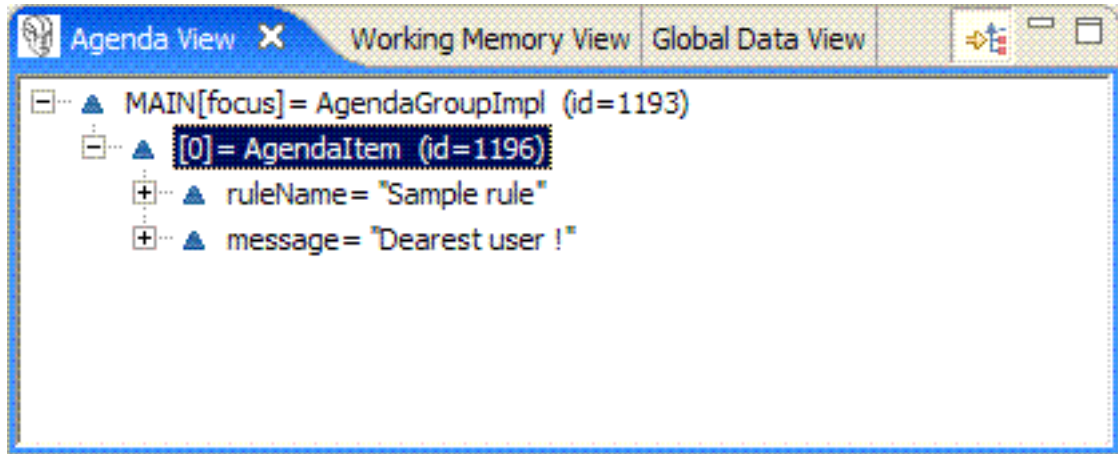 Agenda View Working Memory View Global Data View
MAIN[focus]= AgendaGroupImpl (id=1193)
[0]= AgendaItem (id=1196)
ruleName= "Sample rule"
message= "Dearest user !"